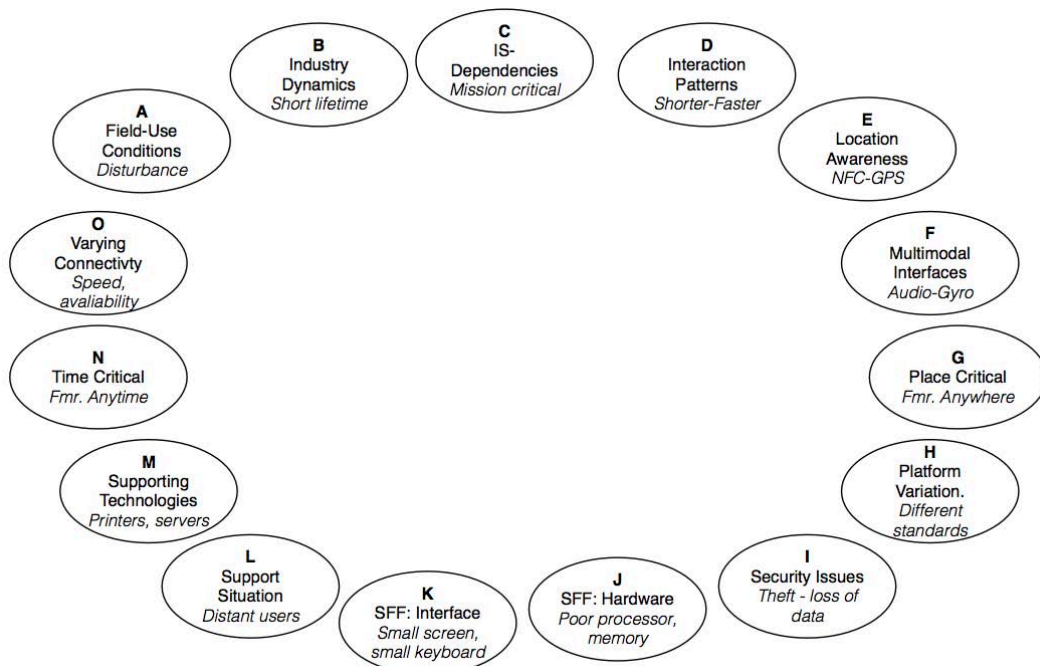 A
Field-Use
Conditions
Disturbance
B
Industry
Dynamics
Short lifetime
C
IS-
Dependencies
Mission critical
D
Interaction
Patterns
Shorter-Faster
E
Location
Awareness
NFC-GPS
F
Multimodal
Interfaces
Audio-Gyro
G
Place Critical
Fmr. Anywhere
H
Platform
Variation.
Different
standards
I
Security Issues
Theft - loss of
data
J
SFF: Hardware
Poor processor,
memory
K
SFF: Interface
Small screen,
small keyboard
L
Support
Situation
Distant users
M
Supporting
Technologies
Printers, servers
N
Time Critical
Fmr. Anytime
O
Varying
Connectivty
Speed,
avaliability